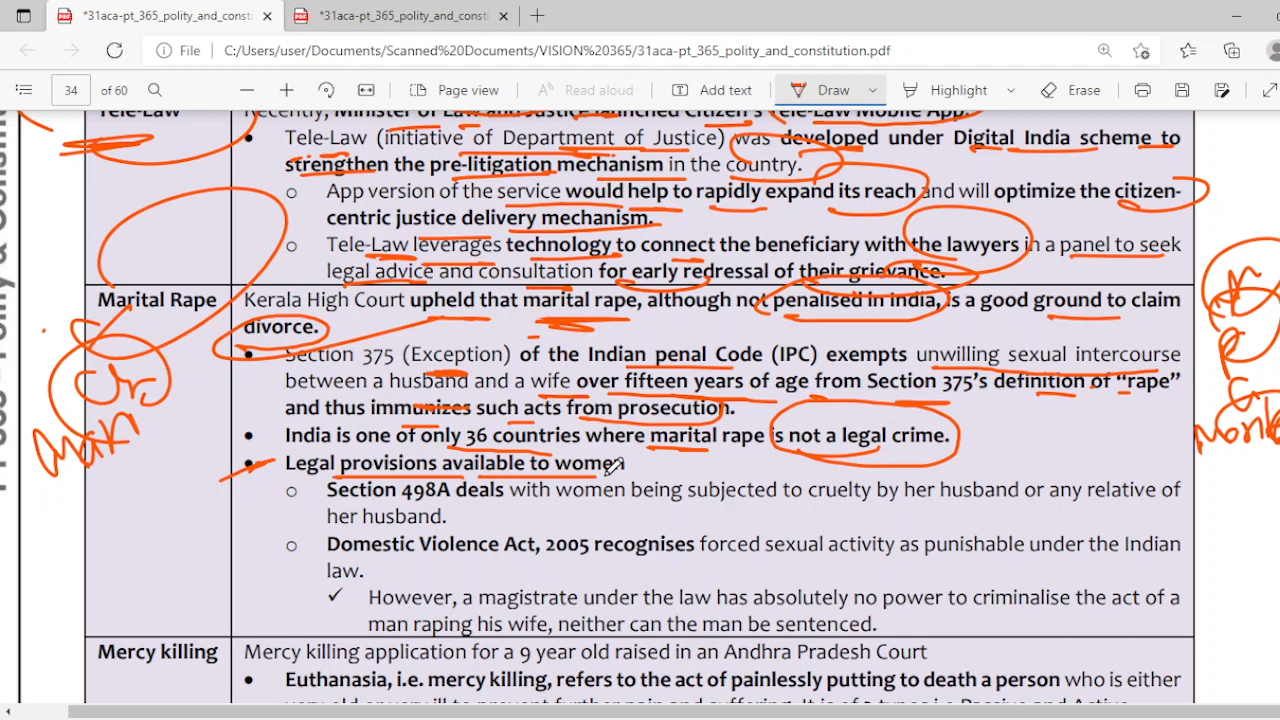 *31aca-pt_365_polity_and_consti
*31aca-pt_365_polity_and_const
File
C:/Users/user/Documents/Scanned%20Documents/VISION%20365/31aca-pt_365_polity_and_constitution.pdf
34 of 60
Page view
Read aloud
Add text
Draw
Highlight
Erase
Tele-Law
Recently, Minister of Law and Justice launched Citizen's Tele-Law Mobile App.
• Tele-Law (initiative of Department of Justice) was developed under Digital India scheme to
strengthen the pre-litigation mechanism in the country.
o App version of the service would help to rapidly expand its reach and will optimize the citizen-
centric justice delivery mechanism.
o Tele-Law leverages technology to connect the beneficiary with the lawyers in a panel to seek
legal advice and consultation for early redressal of their grievance.
Marital Rape
Kerala High Court upheld that marital rape, although not penalised in India, is a good ground to claim
divorce.
• Section 375 (Exception) of the Indian penal Code (IPC) exempts unwilling sexual intercourse
between a husband and a wife over fifteen years of age from Section 375's definition of “rape”
and thus immunizes such acts from prosecution.
• India is one of only 36 countries where marital rape is not a legal crime.
• Legal provisions available to women
o Section 498A deals with women being subjected to cruelty by her husband or any relative of
her husband.
o Domestic Violence Act, 2005 recognises forced sexual activity as punishable under the Indian
law.
✓ However, a magistrate under the law has absolutely no power to criminalise the act of a
man raping his wife, neither can the man be sentenced.
Mercy killing
Mercy killing application for a 9 year old raised in an Andhra Pradesh Court
• Euthanasia, i.e. mercy killing, refers to the act of painlessly putting to death a person who is either